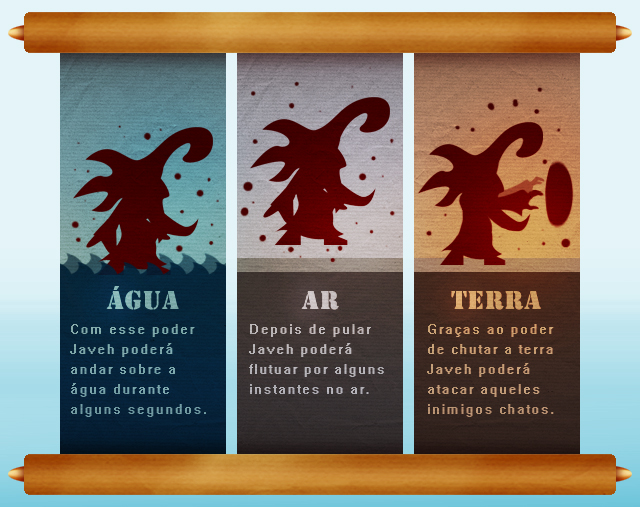 ÁGUA
Com esse poder
Javeh poderá
andar sobre a
água durante
alguns segundos.
AR
Depois de pular
Javeh poderá
flutuar por alguns
instantes no ar.
TERRA
Graças ao poder
de chutar a terra
Javeh poderá
atacar aqueles
inimigos chatos.